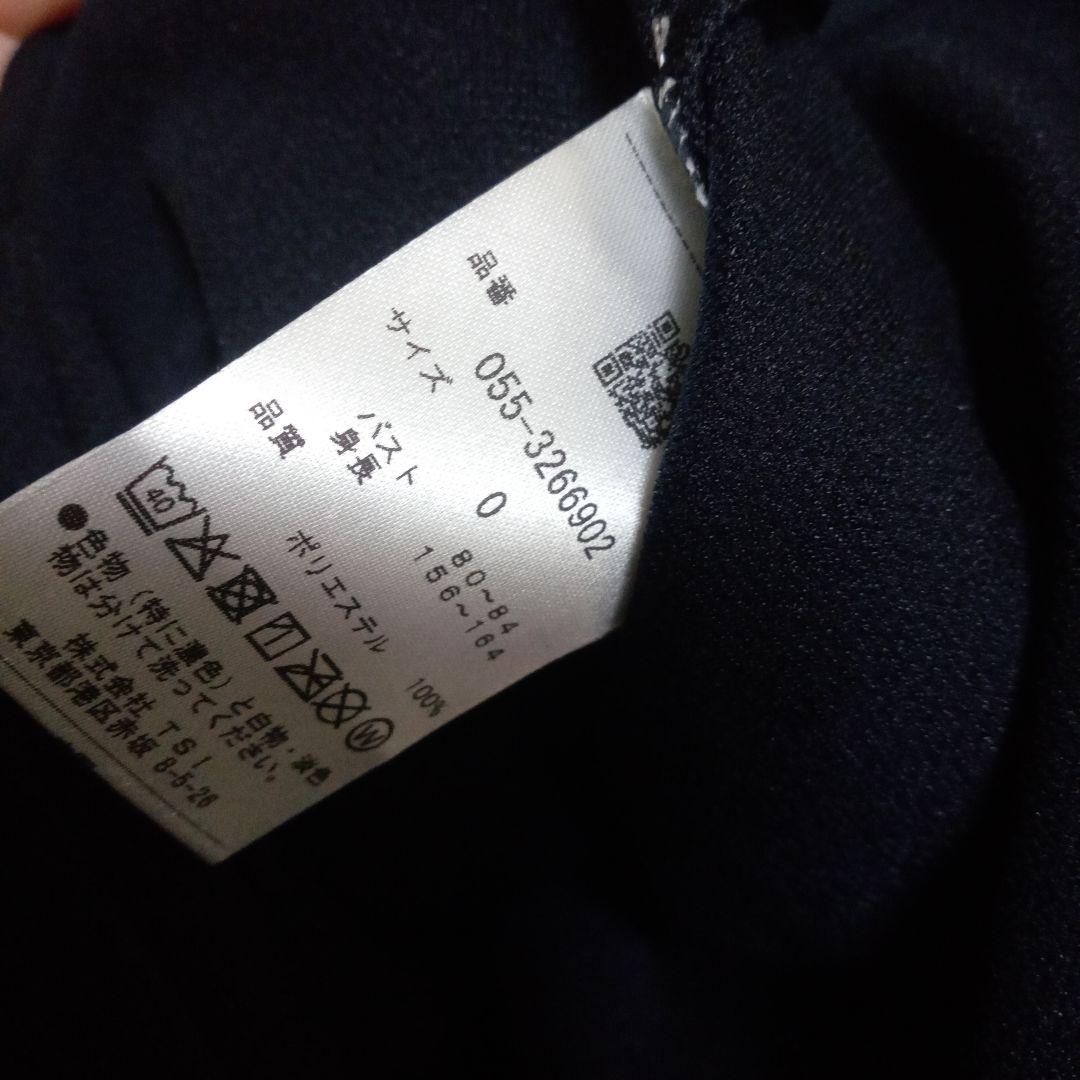 品番
055-3266902
サイズ
0
バスト 80~84
身長 156~164
品質
ポリエステル 100%
40
W
●色物(特に濃色)と白物・淡色
物は分けて洗ってください。
株式会社 TSI
東京都港区赤坂 8-5-26